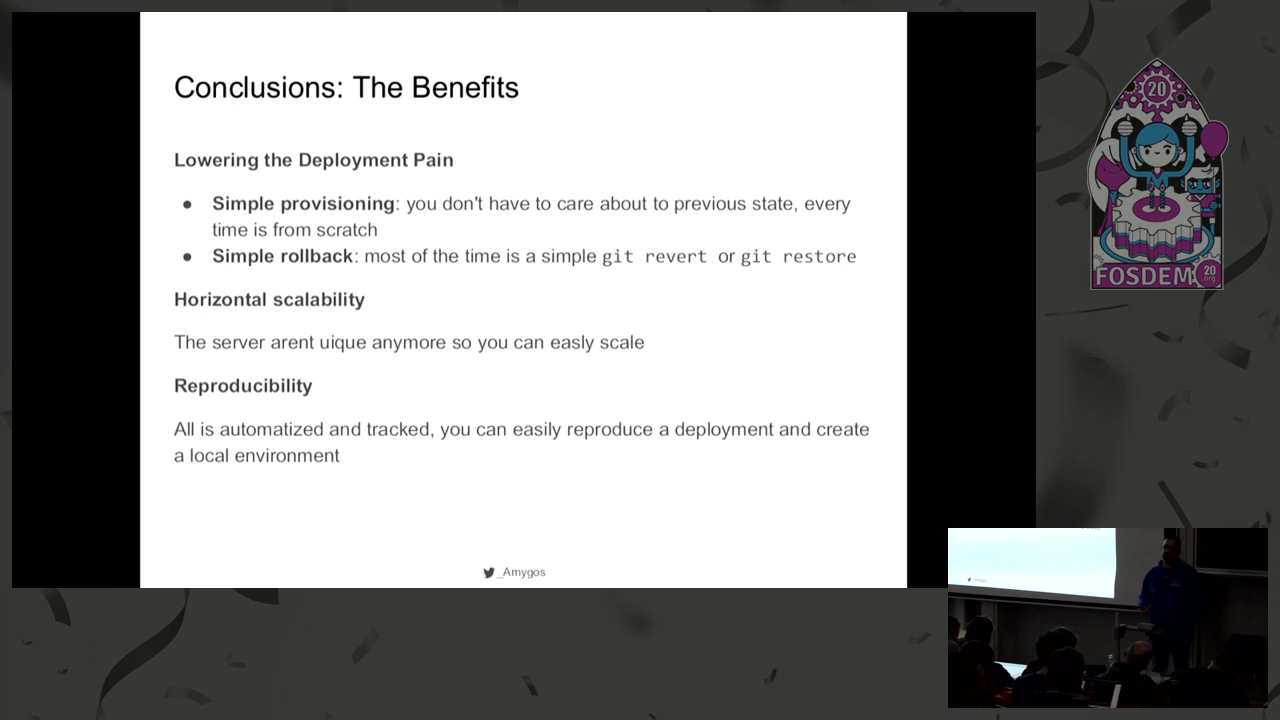 Conclusions: The Benefits
Lowering the Deployment Pain
● Simple provisioning: you don't have to care about to previous state, every
time is from scratch
● Simple rollback: most of the time is a simple git revert or git restore
Horizontal scalability
The server arent uique anymore so you can easly scale
Reproducibility
All is automatized and tracked, you can easily reproduce a deployment and create
a local environment
_Amygos
20
FOSDEM
20
.org